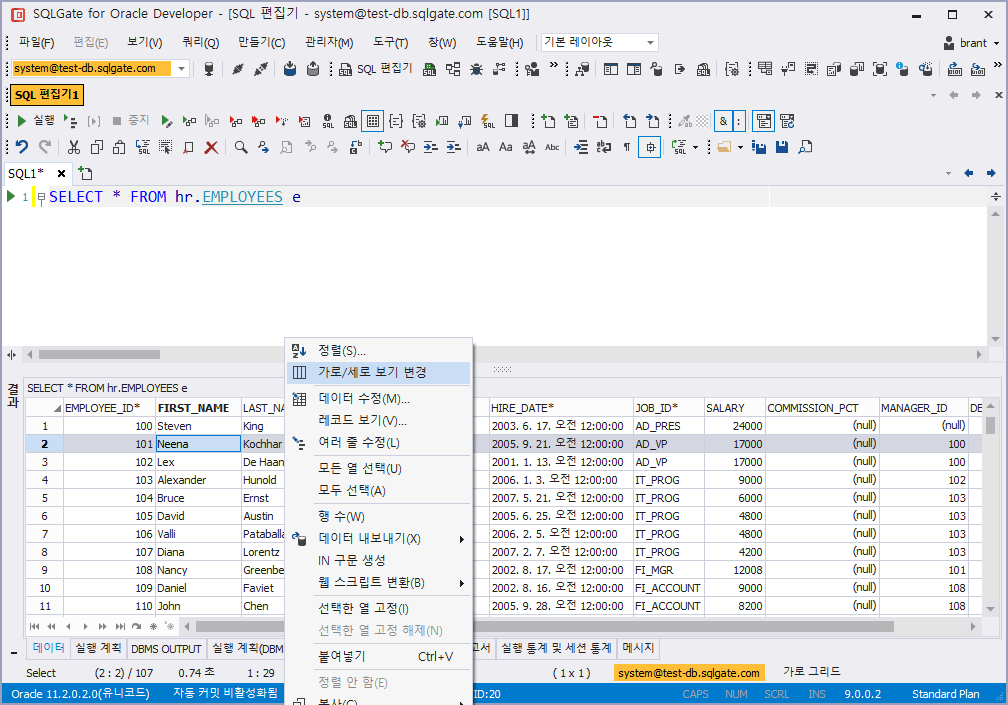 SQLGate for Oracle Developer - [SQL 편집기 - system@test-db.sqlgate.com [SQL1]]
파일(F) 편집(E) 보기(V) 쿼리(Q) 만들기(C) 관리자(M) 도구(T) 창(W) 도움말(H) 기본 레이아웃 brant
system@test-db.sqlgate.com SQL 편집기
SQL 편집기1
실행 중지
SQL1*
1 SELECT * FROM hr.EMPLOYEES e
결과
SELECT * FROM hr.EMPLOYEES e
EMPLOYEE_ID* FIRST_NAME LAST_NA HIRE_DATE* JOB_ID* SALARY COMMISSION_PCT MANAGER_ID DE
1 100 Steven King 2003. 6. 17. 오전 12:00:00 AD_PRES 24000 (null) (null)
2 101 Neena Kochhar 2005. 9. 21. 오전 12:00:00 AD_VP 17000 (null) 100
3 102 Lex De Haan 2001. 1. 13. 오전 12:00:00 AD_VP 17000 (null) 100
4 103 Alexander Hunold 2006. 1. 3. 오전 12:00:00 IT_PROG 9000 (null) 102
5 104 Bruce Ernst 2007. 5. 21. 오전 12:00:00 IT_PROG 6000 (null) 103
6 105 David Austin 2005. 6. 25. 오전 12:00:00 IT_PROG 4800 (null) 103
7 106 Valli Pataballa 2006. 2. 5. 오전 12:00:00 IT_PROG 4800 (null) 103
8 107 Diana Lorentz 2007. 2. 7. 오전 12:00:00 IT_PROG 4200 (null) 103
9 108 Nancy Greenbe 2002. 8. 17. 오전 12:00:00 FI_MGR 12008 (null) 101
10 109 Daniel Faviet 2002. 8. 16. 오전 12:00:00 FI_ACCOUNT 9000 (null) 108
11 110 John Chen 2005. 9. 28. 오전 12:00:00 FI_ACCOUNT 8200 (null) 108
정렬(S)...
가로/세로 보기 변경
데이터 수정(M)...
레코드 보기(V)...
여러 줄 수정(L)
모든 열 선택(U)
모두 선택(A)
행 수(W)
데이터 내보내기(X)
IN 구문 생성
웹 스크립트 변환(B)
선택한 열 고정(I)
선택한 열 고정 해제(N)
붙여넣기 Ctrl+V
정렬 안 함(E)
복사(C)
데이터 실행 계획 DBMS OUTPUT 실행 계획(DBM 고서 실행 통계 및 세션 통계 메시지
Select (2 : 2) / 107 0.74 초 1 : 29 (1 x 1) system@test-db.sqlgate.com 가로 그리드
Oracle 11.2.0.2.0(유니코드) 자동 커밋 비활성화됨 ID:20 CAPS NUM SCRL INS 9.0.0.2 Standard Plan